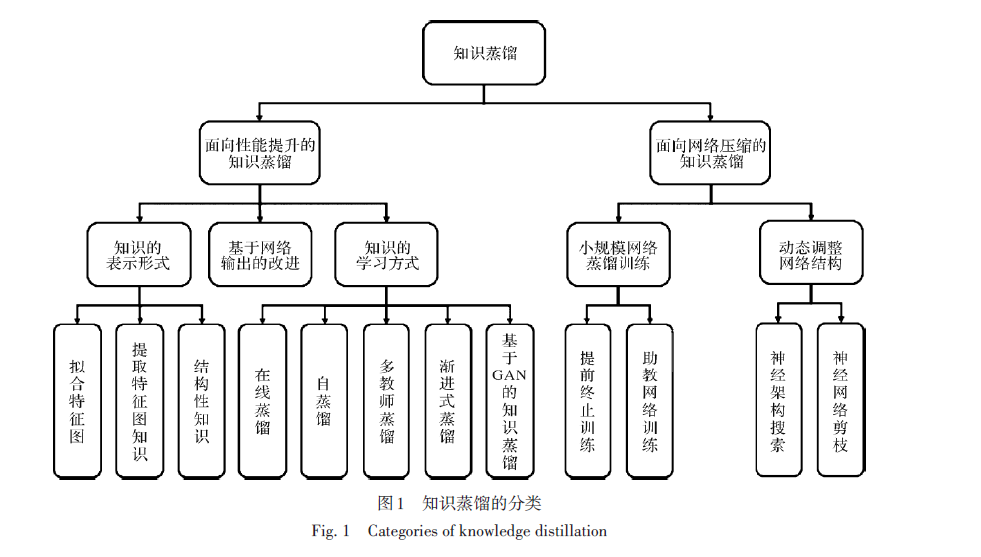 知识蒸馏
面向性能提升的
知识蒸馏
面向网络压缩的
知识蒸馏
知识的
表示形式
基于网络
输出的改进
知识的
学习方式
小规模网络
蒸馏训练
动态调整
网络结构
拟合特征图
提取特征图知识
结构性知识
在线蒸馏
自蒸馏
多教师蒸馏
渐进式蒸馏
基于GAN的知识蒸馏
提前终止训练
助教网络训练
神经架构搜索
神经网络剪枝
图1 知识蒸馏的分类
Fig. 1 Categories of knowledge distillation